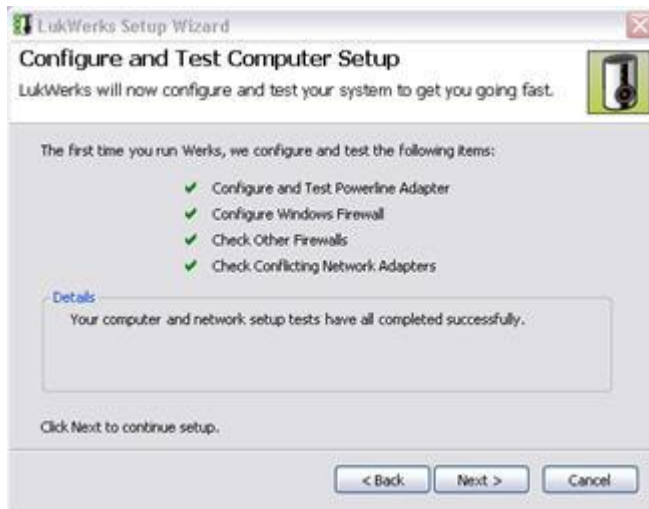 LukWerks Setup Wizard
Configure and Test Computer Setup
LukWerks will now configure and test your system to get you going fast.
The first time you run Werks, we configure and test the following items:
Configure and Test Powerline Adapter
Configure Windows Firewall
Check Other Firewalls
Check Conflicting Network Adapters
Details
Your computer and network setup tests have all completed successfully.
Click Next to continue setup.
< Back Next > Cancel